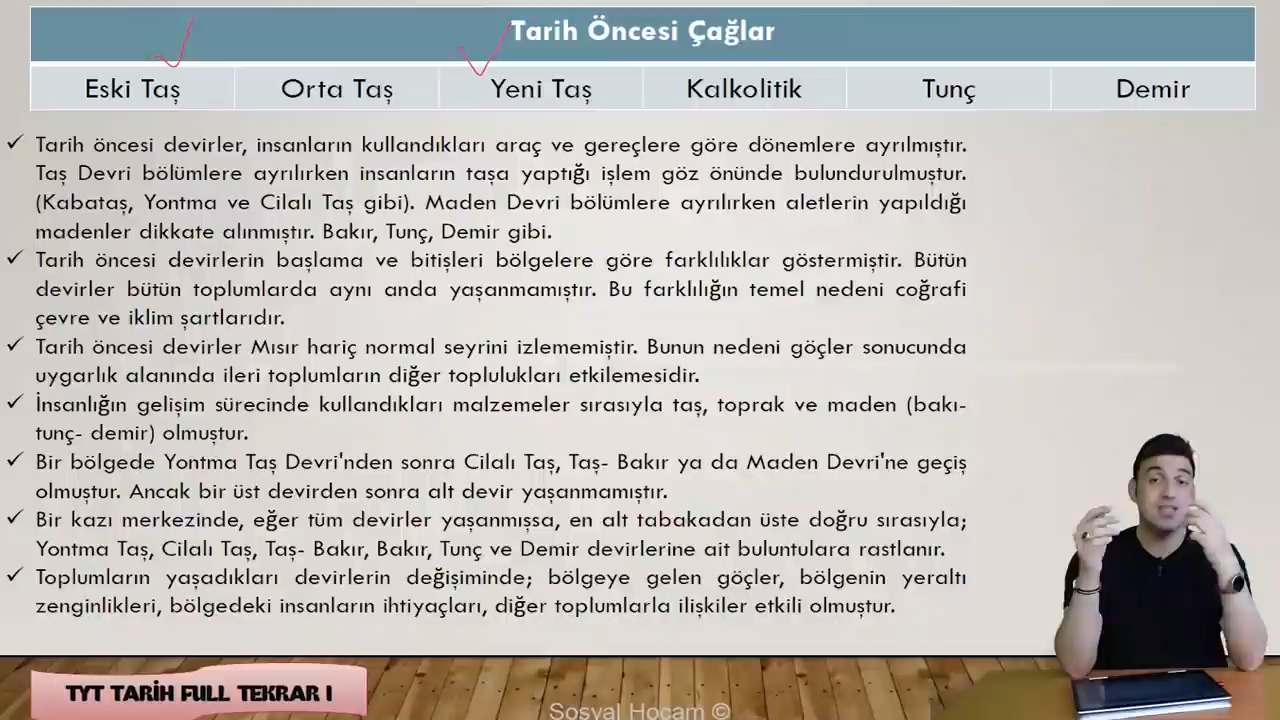 Tarih Öncesi Çağlar
Eski Taş Orta Taş Yeni Taş Kalkolitik Tunç Demir
✓ Tarih öncesi devirler, insanların kullandıkları araç ve gereçlere göre dönemlere ayrılmıştır.
Taş Devri bölümlere ayrılırken insanların taşa yaptığı işlem göz önünde bulundurulmuştur.
(Kabataş, Yontma ve Cilalı Taş gibi). Maden Devri bölümlere ayrılırken aletlerin yapıldığı
madenler dikkate alınmıştır. Bakır, Tunç, Demir gibi.
✓ Tarih öncesi devirlerin başlama ve bitişleri bölgelere göre farklılıklar göstermiştir. Bütün
devirler bütün toplumlarda aynı anda yaşanmamıştır. Bu farklılığın temel nedeni coğrafi
çevre ve iklim şartlarıdır.
✓ Tarih öncesi devirler Mısır hariç normal seyrini izlememiştir. Bunun nedeni göçler sonucunda
uygarlık alanında ileri toplumların diğer toplulukları etkilemesidir.
✓ İnsanlığın gelişim sürecinde kullandıkları malzemeler sırasıyla taş, toprak ve maden (bakı-
tunç- demir) olmuştur.
✓ Bir bölgede Yontma Taş Devri'nden sonra Cilalı Taş, Taş- Bakır ya da Maden Devri'ne geçiş
olmuştur. Ancak bir üst devirden sonra alt devir yaşanmamıştır.
✓ Bir kazı merkezinde, eğer tüm devirler yaşanmışsa, en alt tabakadan üste doğru sırasıyla;
Yontma Taş, Cilalı Taş, Taş- Bakır, Bakır, Tunç ve Demir devirlerine ait buluntulara rastlanır.
✓ Toplumların yaşadıkları devirlerin değişiminde; bölgeye gelen göçler, bölgenin yeraltı
zenginlikleri, bölgedeki insanların ihtiyaçları, diğer toplumlarla ilişkiler etkili olmuştur.
TYT TARİH FULL TEKRAR I
Sosyal Hocam ©